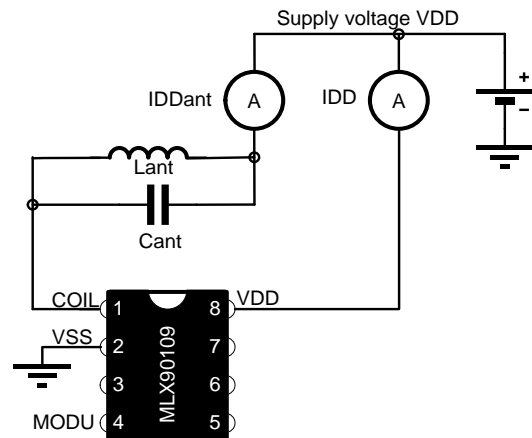 Supply voltage VDD
IDDant
A
IDD
A
+
−
Lant
Cant
COIL
1
8
VDD
VSS
2
7
3
6
MODU
4
5
MLX90109